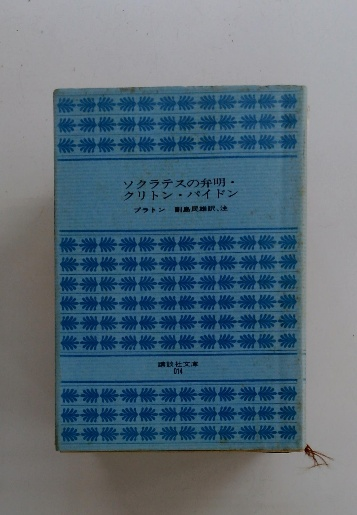 ソクラテスの弁明・
クリトン・パイドン
プラトン 副島民雄訳、注
講談社文庫